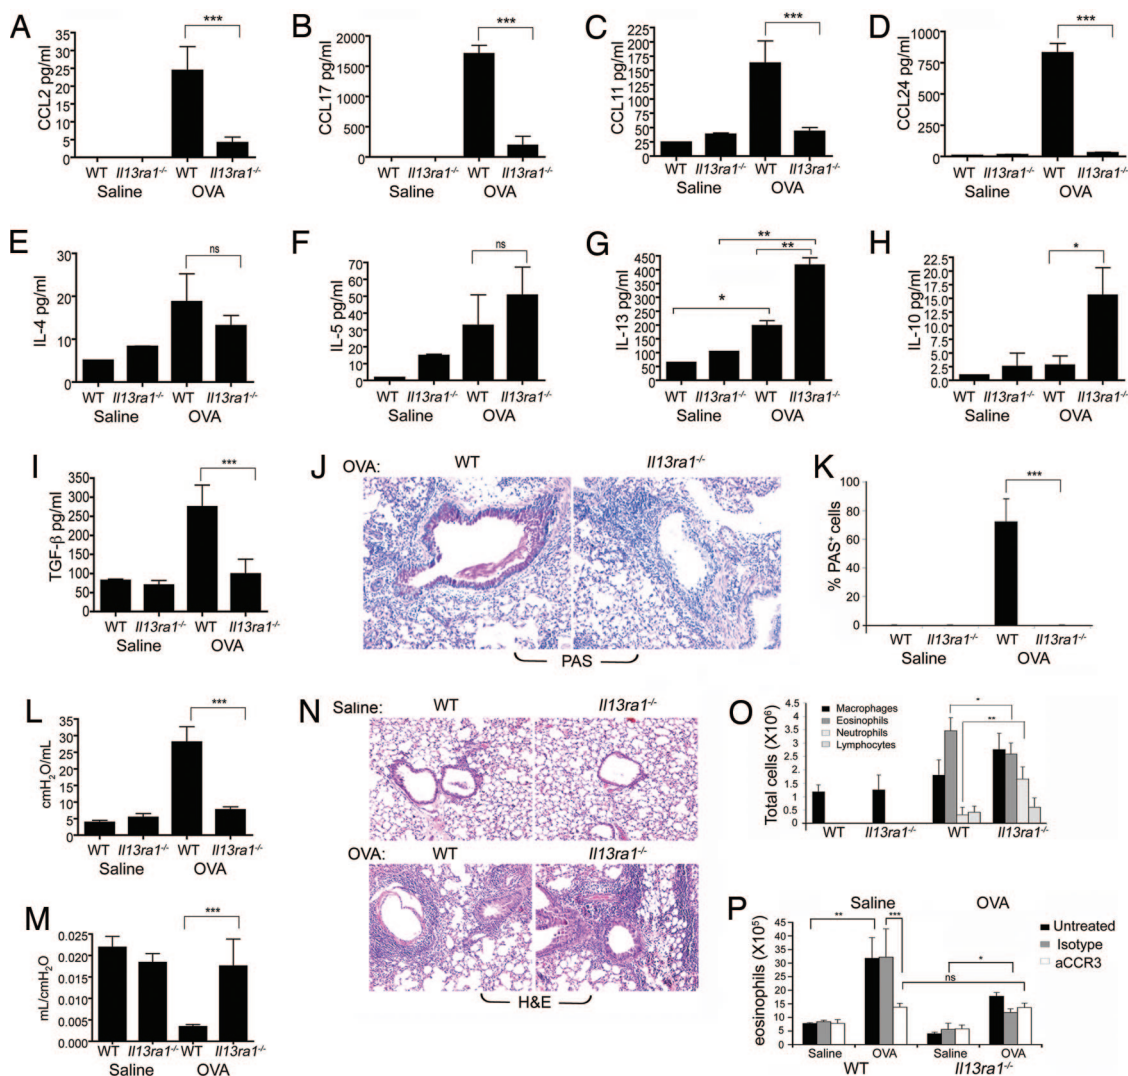 A
CCL2 pg/ml
35
30
25
20
15
10
5
0
***
WT Il13ra1-/- WT Il13ra1-/-
Saline OVA
B
CCL17 pg/ml
2000
1500
1000
500
0
***
WT Il13ra1-/- WT Il13ra1-/-
Saline OVA
C
CCL11 pg/ml
225
200
175
150
125
100
75
50
25
0
***
WT Il13ra1-/- WT Il13ra1-/-
Saline OVA
D
CCL24 pg/ml
1000
750
500
250
0
***
WT Il13ra1-/- WT Il13ra1-/-
Saline OVA
E
IL-4 pg/ml
30
20
10
0
ns
WT Il13ra1-/- WT Il13ra1-/-
Saline OVA
F
IL-5 pg/ml
70
60
50
40
30
20
10
0
ns
WT Il13ra1-/- WT Il13ra1-/-
Saline OVA
G
IL-13 pg/ml
450
400
350
300
250
200
150
100
50
0
**
**
*
WT Il13ra1-/- WT Il13ra1-/-
Saline OVA
H
IL-10 pg/ml
22.5
20.0
17.5
15.0
12.5
10.0
7.5
5.0
2.5
0.0
*
WT Il13ra1-/- WT Il13ra1-/-
Saline OVA
I
TGF-β pg/ml
350
300
250
200
150
100
50
0
***
WT Il13ra1-/- WT Il13ra1-/-
Saline OVA
J
OVA: WT Il13ra1-/-
PAS
K
% PAS+ cells
100
80
60
40
20
0
***
WT Il13ra1-/- WT Il13ra1-/-
Saline OVA
L
cmH2O/mL
35
30
25
20
15
10
5
0
***
WT Il13ra1-/- WT Il13ra1-/-
Saline OVA
M
mL/cmH2O
0.025
0.020
0.015
0.010
0.005
0.000
***
WT Il13ra1-/- WT Il13ra1-/-
Saline OVA
N
Saline: WT Il13ra1-/-
OVA: WT Il13ra1-/-
H&E
O
Total cells (X10⁶)
4.5
3.5
3
2.5
1.5
1
0.5
Macrophages
Eosinophils
Neutrophils
Lymphocytes
*
**
WT Il13ra1-/- WT Il13ra1-/-
Saline OVA
P
eosinophils (X10⁵)
50
40
30
25
15
10
5
0
Untreated
Isotype
aCCR3
** ***
*
ns
Saline OVA Saline OVA
WT Il13ra1-/-